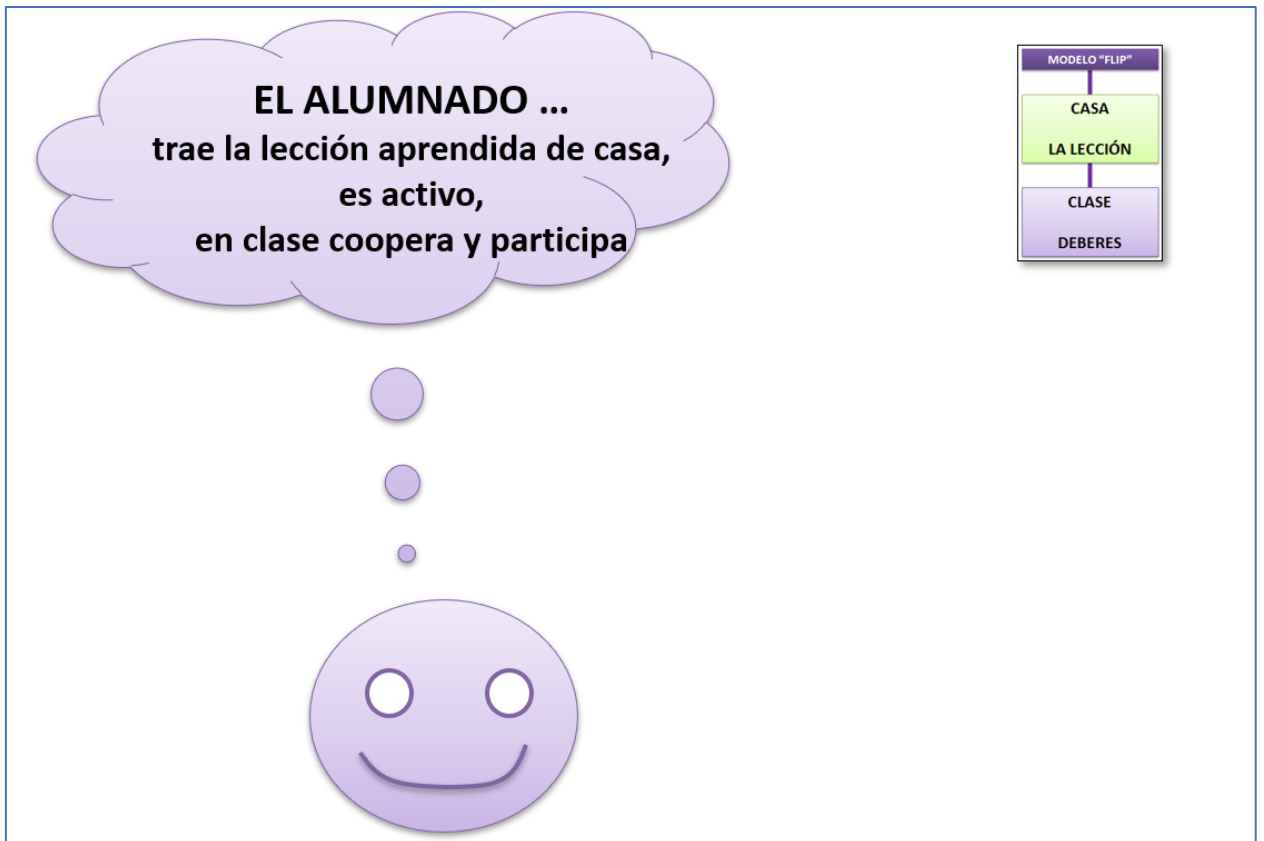 EL ALUMNADO ...
trae la lección aprendida de casa,
es activo,
en clase coopera y participa
MODELO "FLIP"
CASA
LA LECCIÓN
CLASE
DEBERES